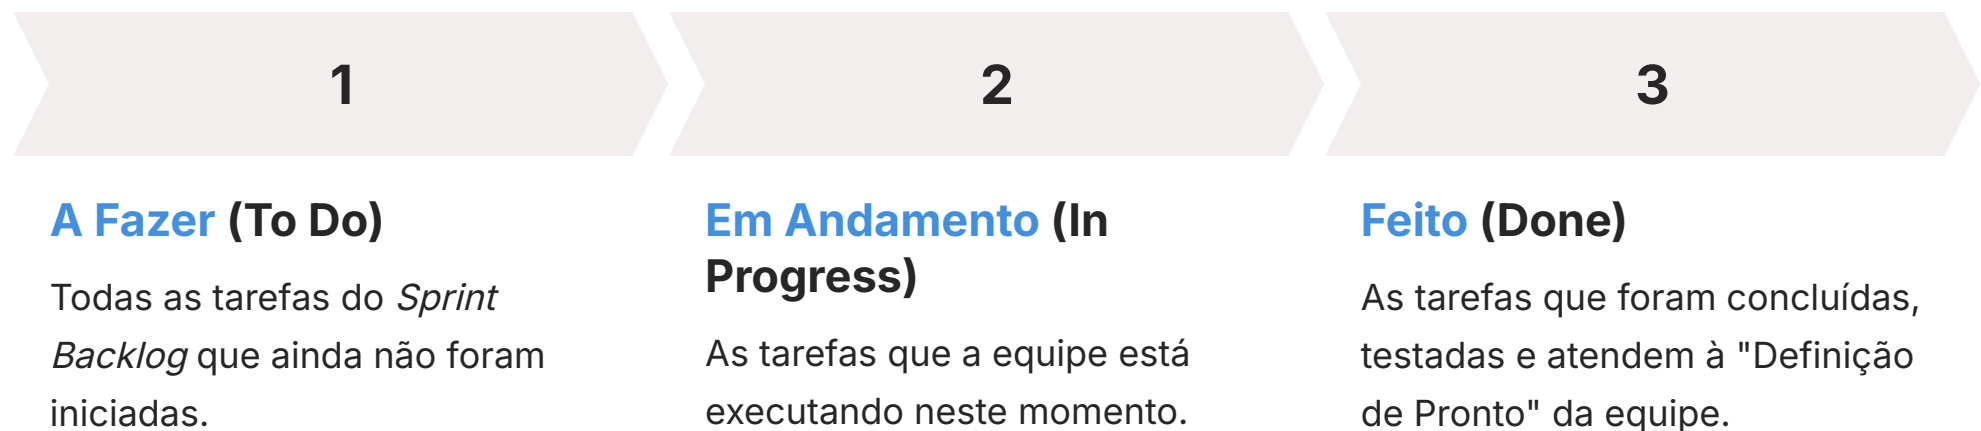 1
A Fazer (To Do)
Todas as tarefas do Sprint
Backlog que ainda não foram
iniciadas.
2
Em Andamento (In
Progress)
As tarefas que a equipe está
executando neste momento.
3
Feito (Done)
As tarefas que foram concluídas,
testadas e atendem à "Definição
de Pronto" da equipe.